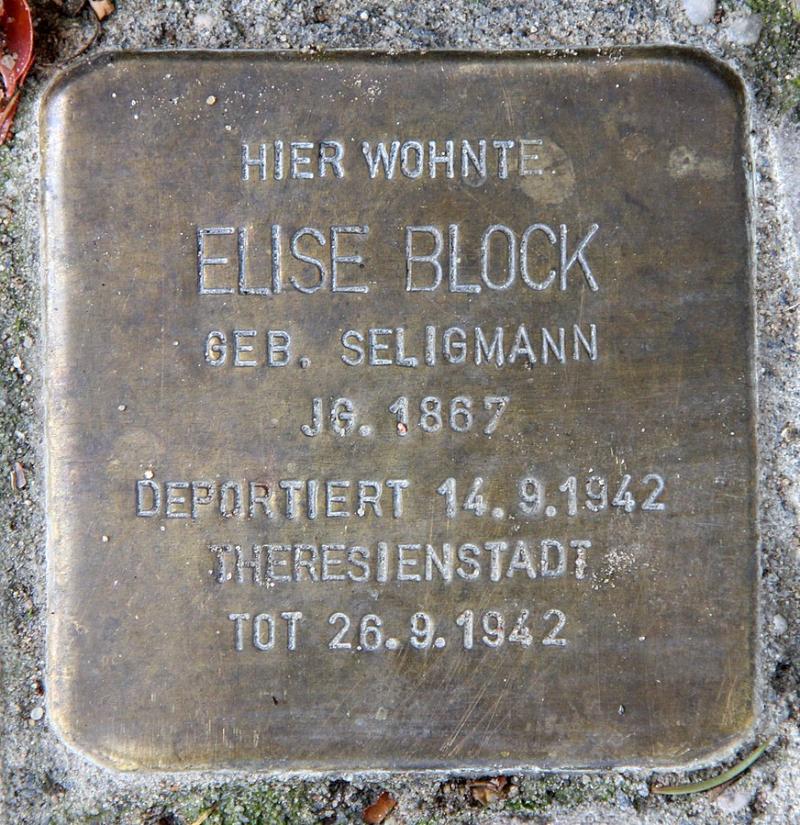 HIER WOHNTE
ELISE BLOCK
GEB. SELIGMANN
JG. 1867
DEPORTIERT 14.9.1942
THERESIENSTADT
TOT 26.9.1942